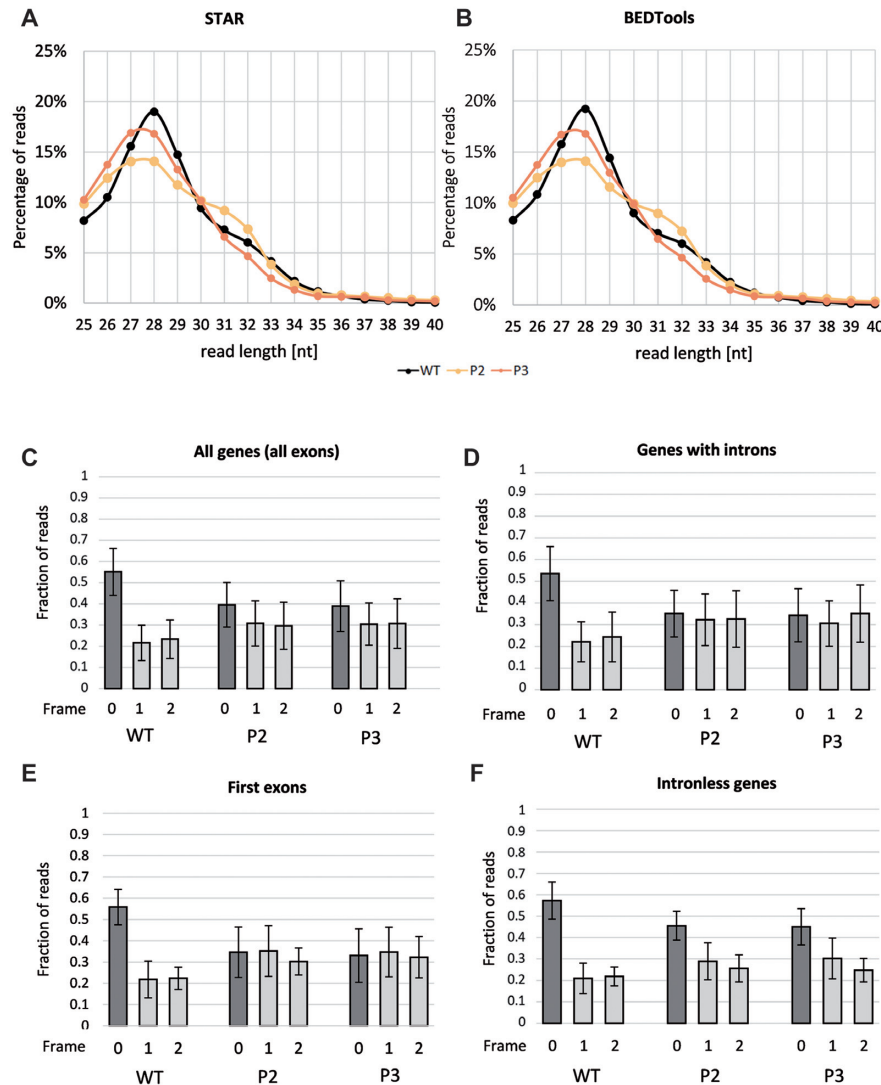 A STAR
B BEDTools
Percentage of reads
25%
20%
15%
10%
5%
0%
25 26 27 28 29 30 31 32 33 34 35 36 37 38 39 40
read length [nt]
Percentage of reads
25%
20%
15%
10%
5%
0%
25 26 27 28 29 30 31 32 33 34 35 36 37 38 39 40
read length [nt]
WT P2 P3
C All genes (all exons)
Fraction of reads
1
0.9
0.8
0.7
0.6
0.5
0.4
0.3
0.2
0.1
0
Frame 0 1 2 0 1 2 0 1 2
WT P2 P3
D Genes with introns
Fraction of reads
1
0.9
0.8
0.7
0.6
0.5
0.4
0.3
0.2
0.1
0
Frame 0 1 2 0 1 2 0 1 2
WT P2 P3
E First exons
Fraction of reads
1
0.9
0.8
0.7
0.6
0.5
0.4
0.3
0.2
0.1
0
Frame 0 1 2 0 1 2 0 1 2
WT P2 P3
F Intronless genes
Fraction of reads
1
0.9
0.8
0.7
0.6
0.5
0.4
0.3
0.2
0.1
0
Frame 0 1 2 0 1 2 0 1 2
WT P2 P3